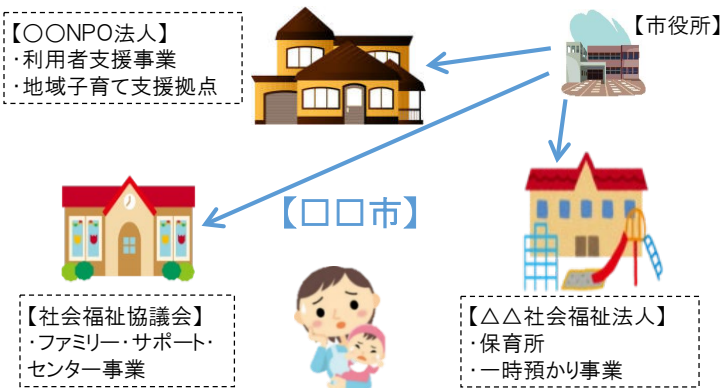 【○○NPO法人】
・利用者支援事業
・地域子育て支援拠点
【市役所】
【□□市】
【社会福祉協議会】
・ファミリー・サポート・
センター事業
【△△社会福祉法人】
・保育所
・一時預かり事業